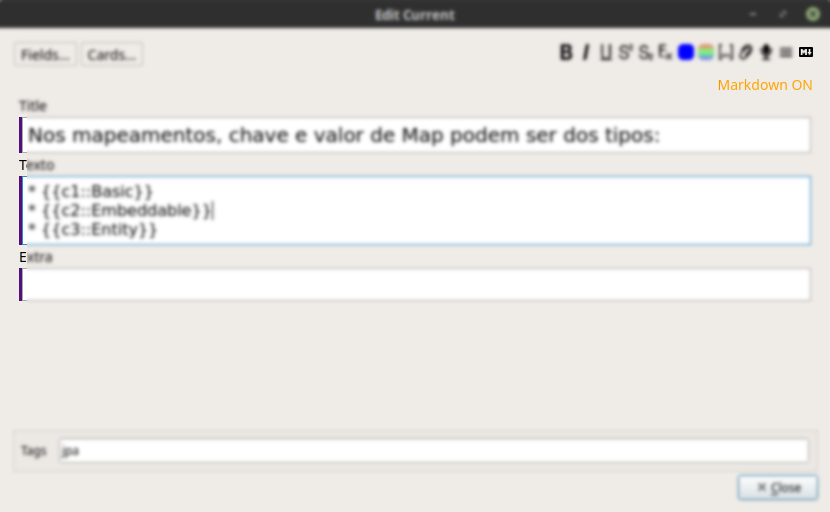 Edit Current
Fields...
Cards...
Markdown ON
Title
Nos mapeamentos, chave e valor de Map podem ser dos tipos:
Texto
* {{c1::Basic}}
* {{c2::Embeddable}}
* {{c3::Entity}}
Extra
Tags
jpa
Close